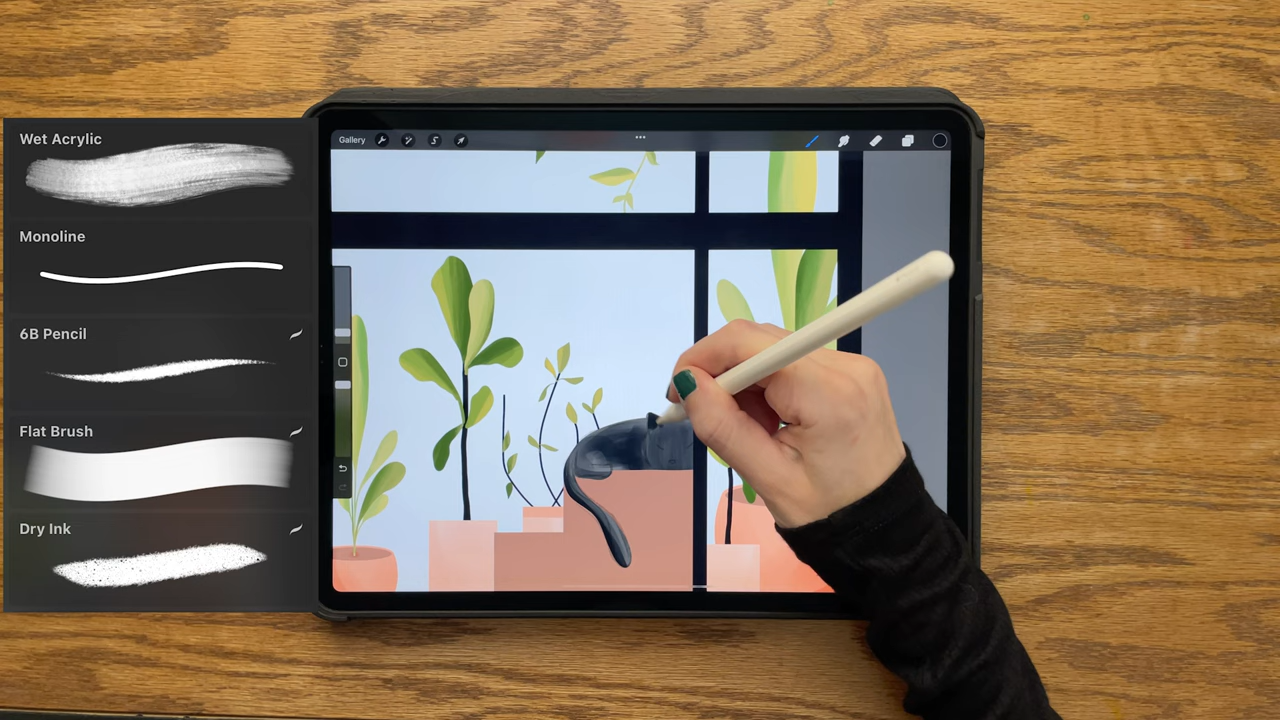 Wet Acrylic
Monoline
6B Pencil
Flat Brush
Dry Ink
Gallery